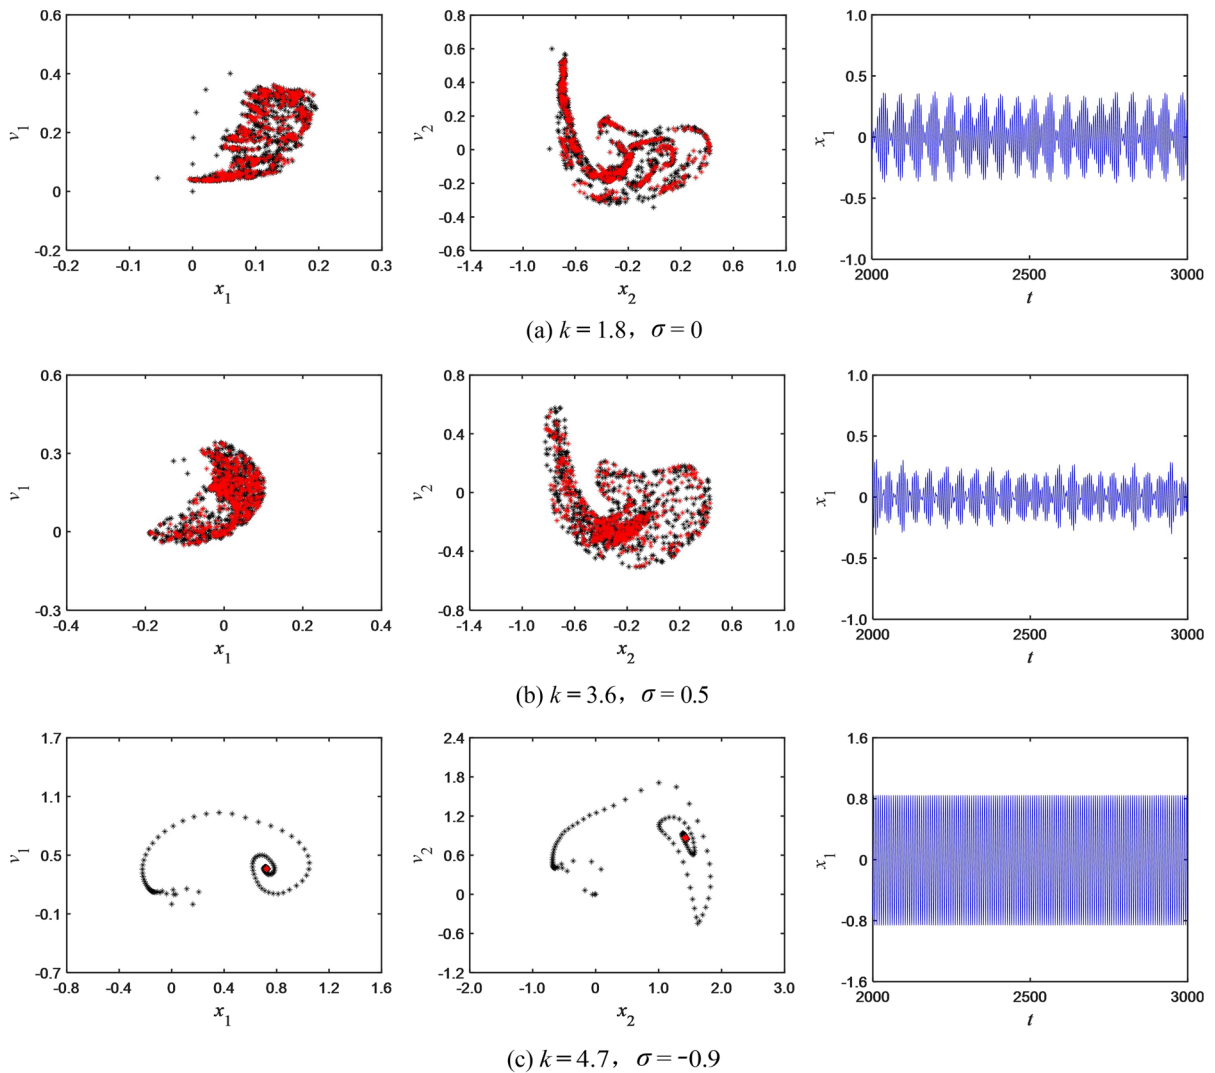 0.6
0.4
0.2
0
-0.2
v1
-0.2 -0.1 0 0.1 0.2 0.3
x1
0.8
0.6
0.4
0.2
0
-0.2
-0.4
-0.6
v2
-1.4 -1.0 -0.6 -0.2 0.2 0.6 1.0
x2
1.0
0.5
0
-0.5
-1.0
x1
2000 2500 3000
t
(a) k = 1.8, σ = 0
0.6
0.3
0
-0.3
v1
-0.4 -0.2 0 0.2 0.4
x1
0.8
0.4
0
-0.4
-0.8
v2
-1.4 -1.0 -0.6 -0.2 0.2 0.6 1.0
x2
1.0
0.5
0
-0.5
-1.0
x1
2000 2500 3000
t
(b) k = 3.6, σ = 0.5
1.7
1.1
0.5
-0.1
-0.7
v1
-0.8 -0.4 0 0.4 0.8 1.2 1.6
x1
2.4
1.8
1.2
0.6
0
-0.6
-1.2
v2
-2.0 -1.0 0 1.0 2.0 3.0
x2
1.6
0.8
0
-0.8
-1.6
x1
2000 2500 3000
t
(c) k = 4.7, σ = -0.9